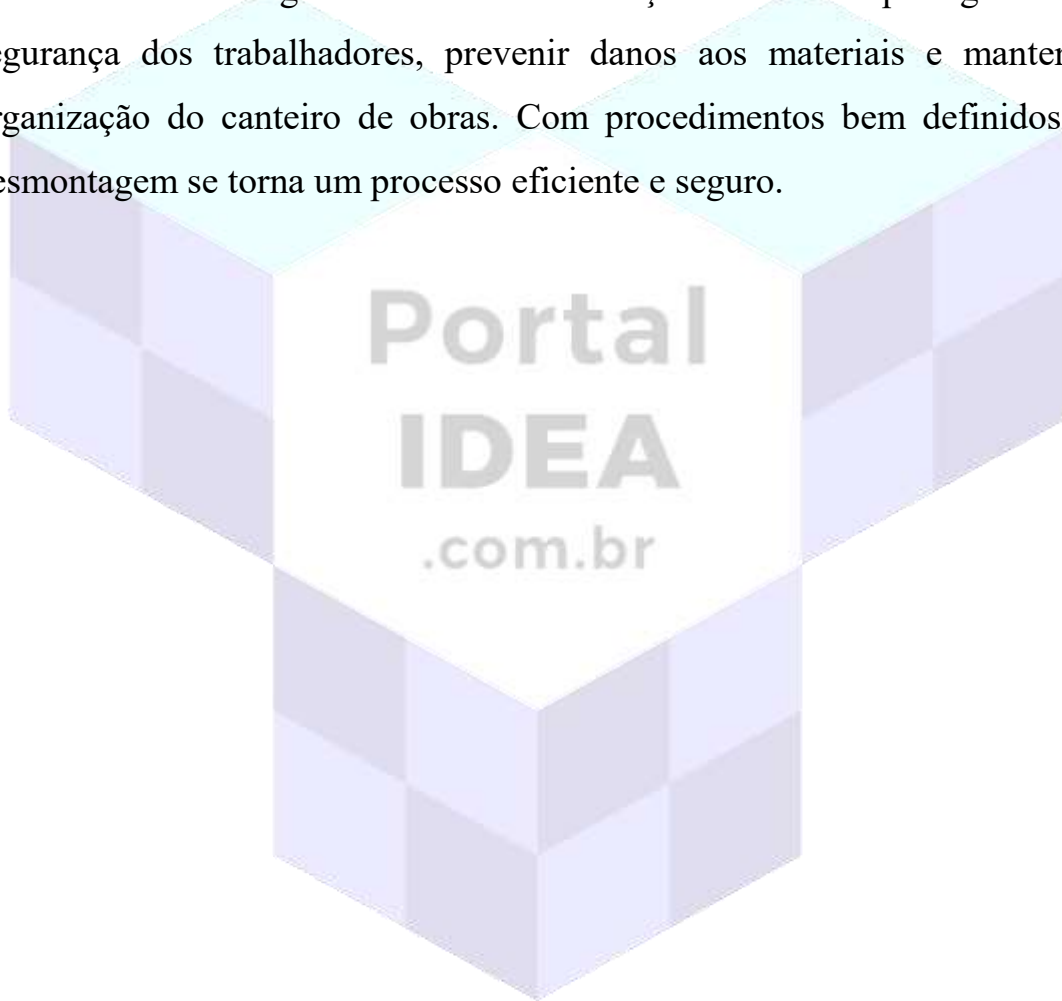 egurança dos trabalhadores, prevenir danos aos materiais e manter
rganização do canteiro de obras. Com procedimentos bem definidos
esmontagem se torna um processo eficiente e seguro.
Portal
IDEA
.com.br